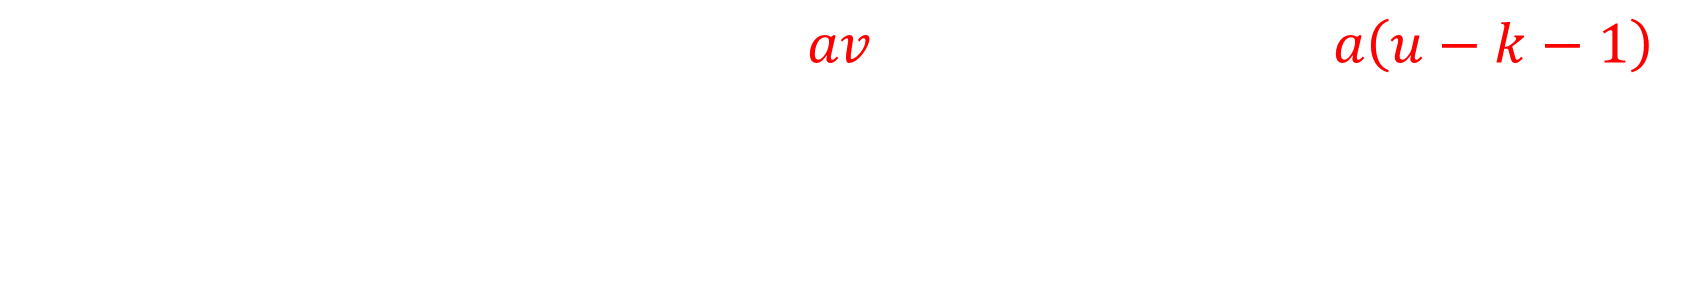 av a(u − k − 1)